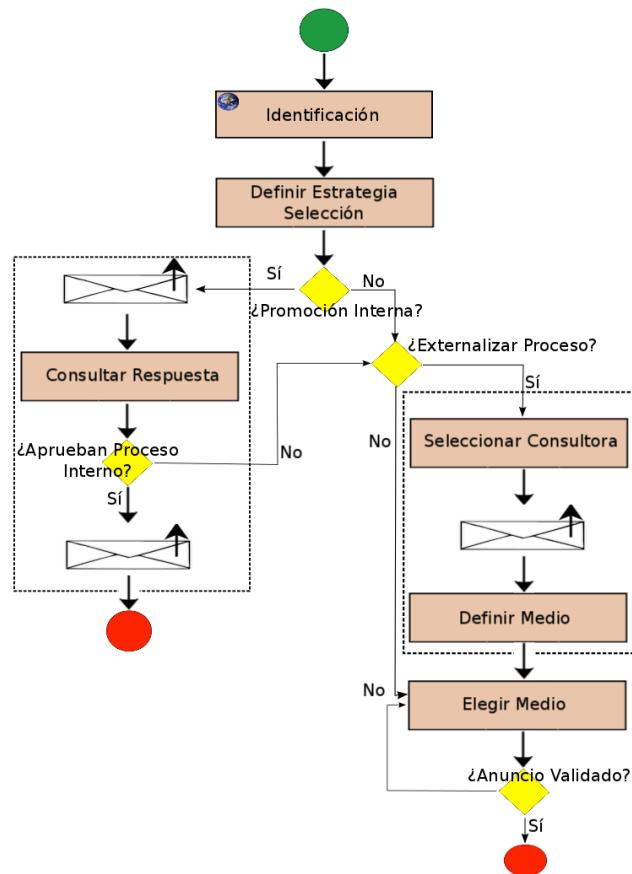 Identificación
Definir Estrategia
Selección
Sí
No
¿Promoción Interna?
¿Externalizar Proceso?
Consultar Respuesta
Sí
¿Aprueban Proceso
Interno?
No
No
Seleccionar Consultora
Sí
Definir Medio
No
Elegir Medio
¿Anuncio Validado?
Sí